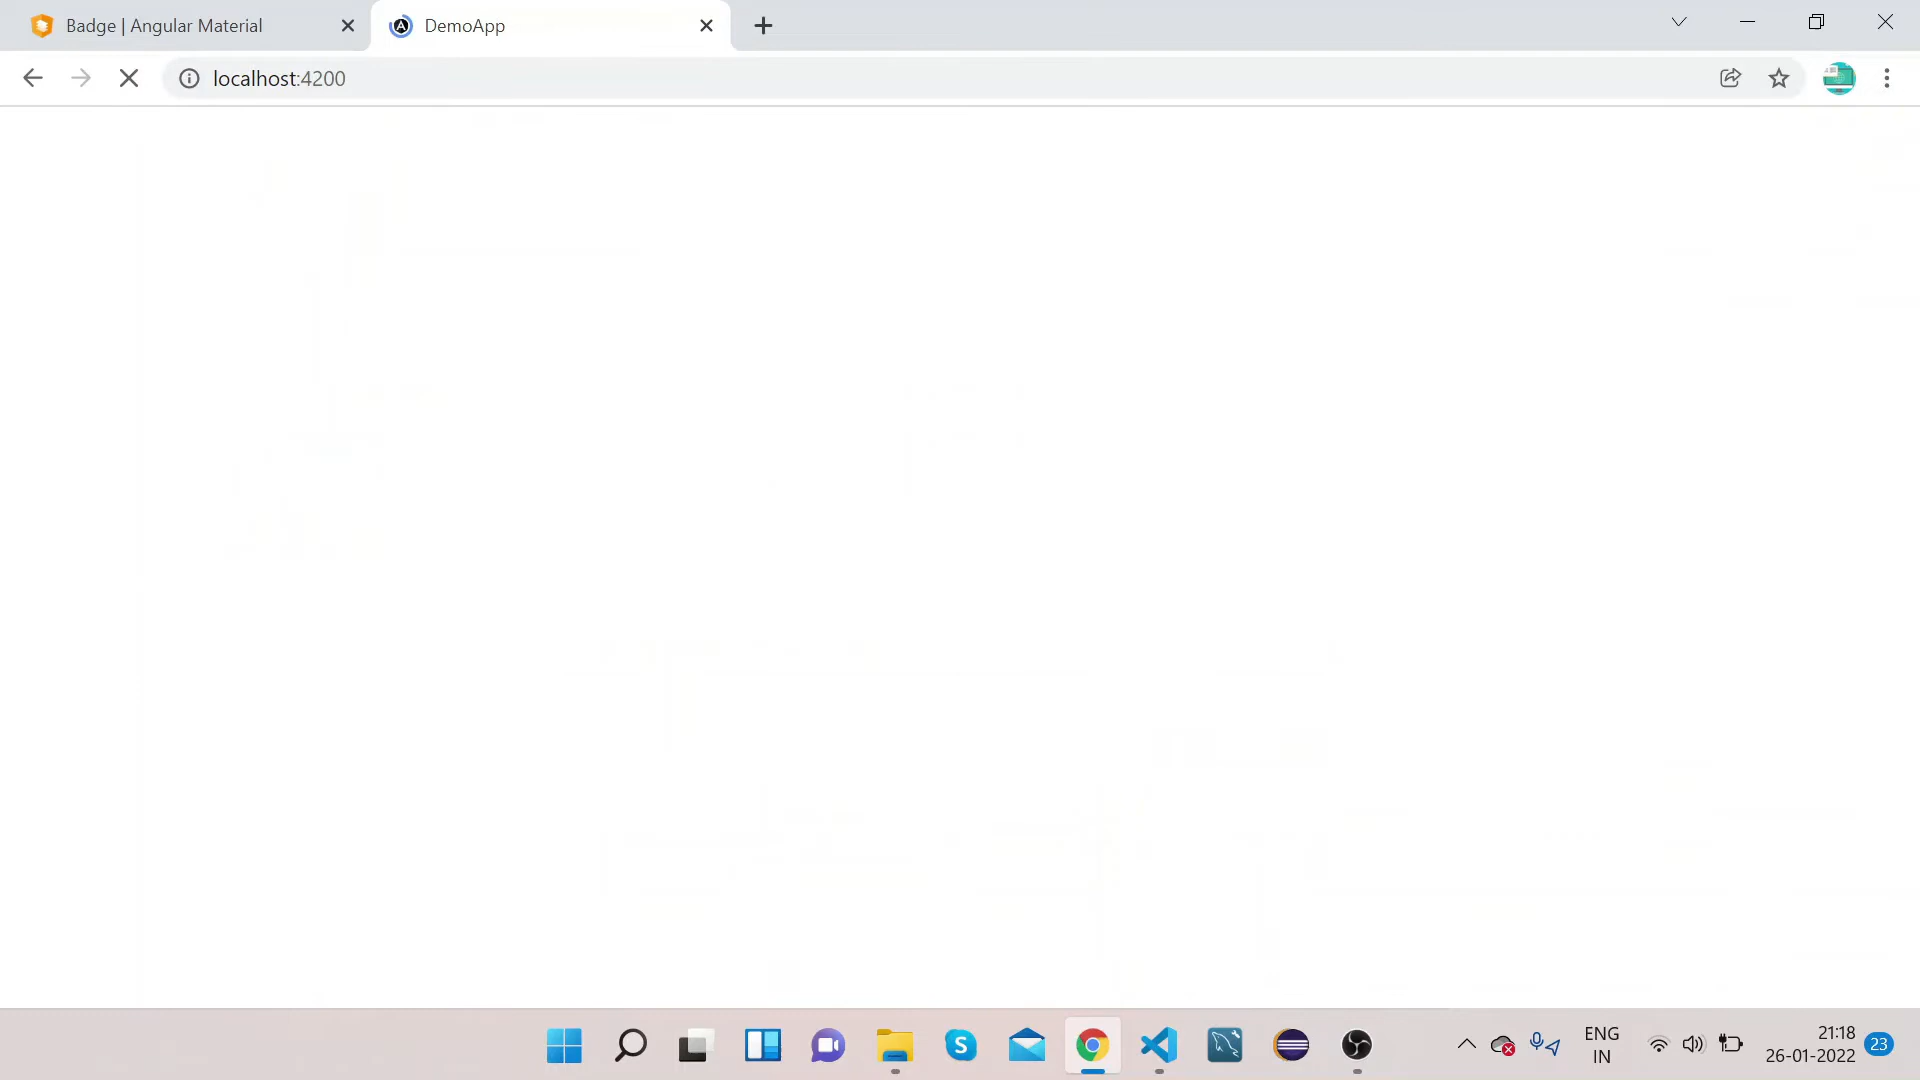 Badge | Angular Material
DemoApp
localhost:4200
ENG
IN
21:18
26-01-2022
23